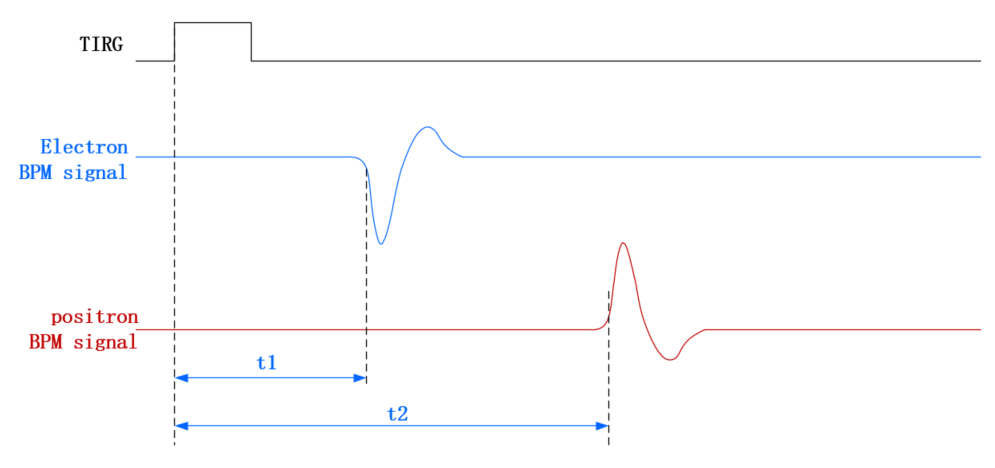 TIRG
Electron
BPM signal
positron
BPM signal
t1
t2